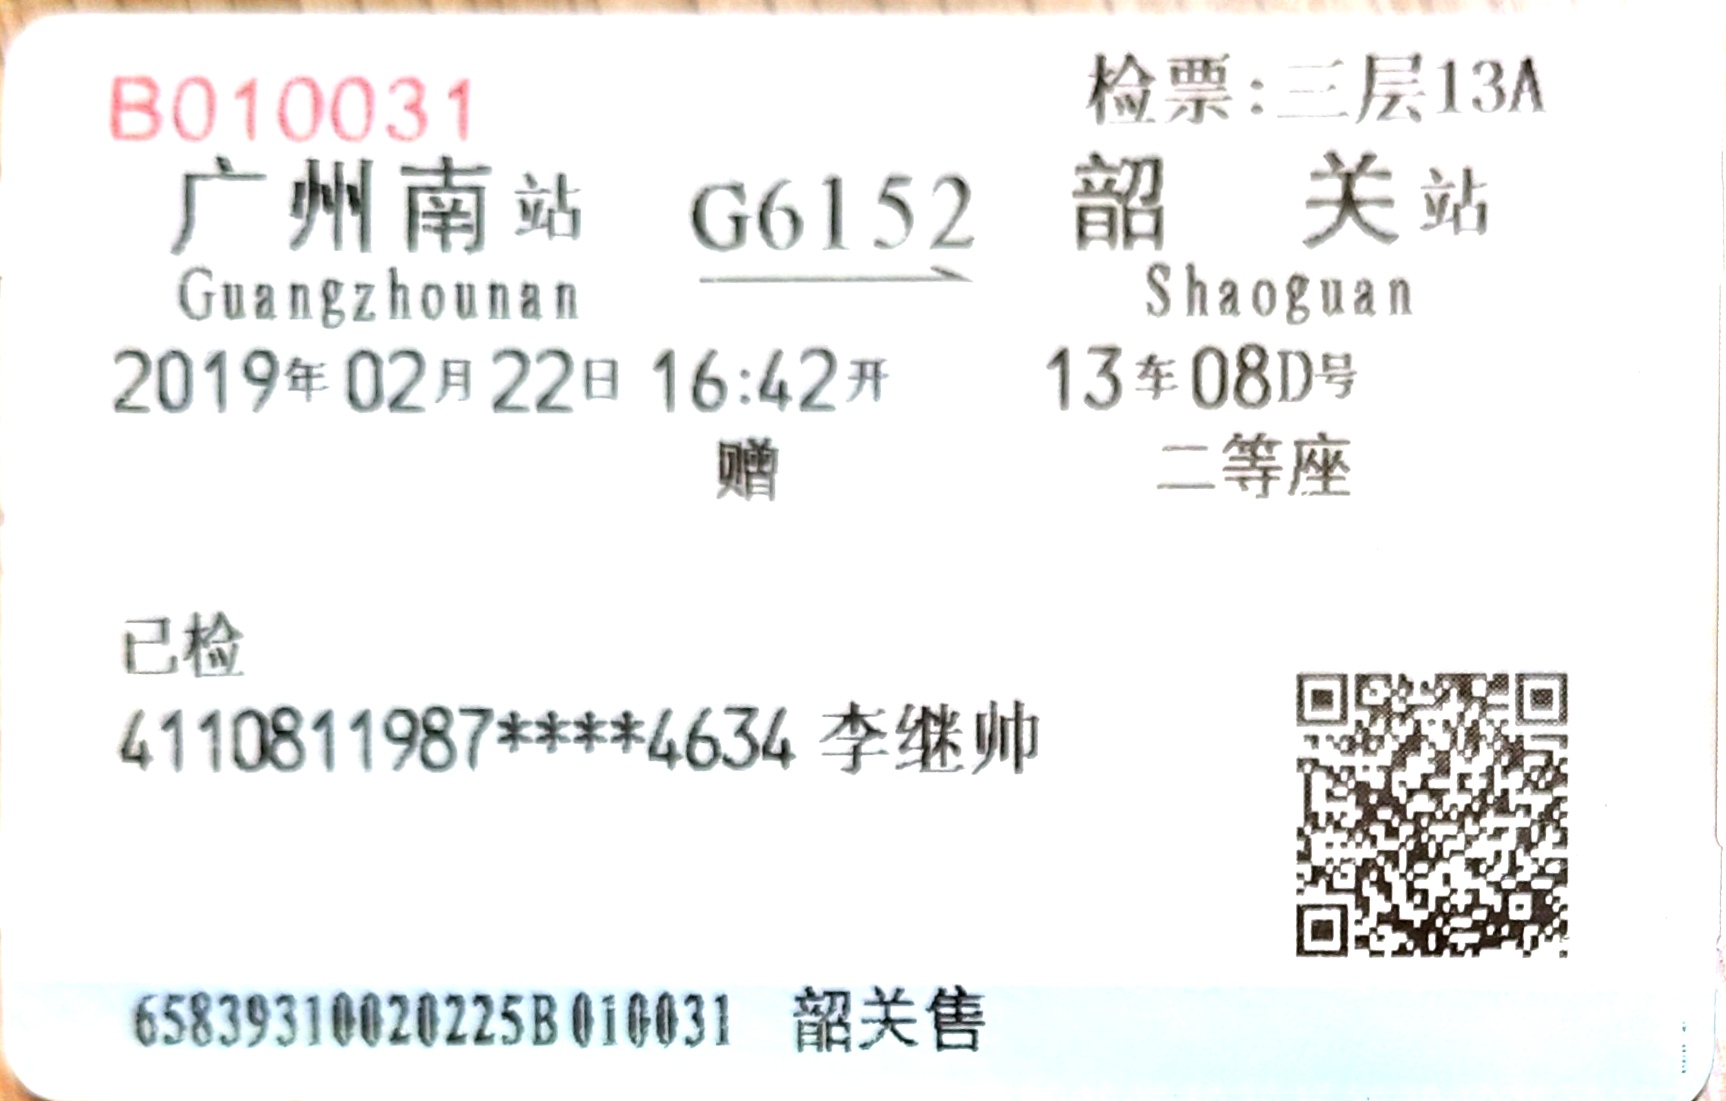 B010031 检票:三层13A
广州南站 G6152 韶关站
Guangzhounan Shaoguan
2019年02月22日 16:42开 13车08D号
赠 二等座
已检
4110811987****4634 李继帅
65839310020225B010031 韶关售